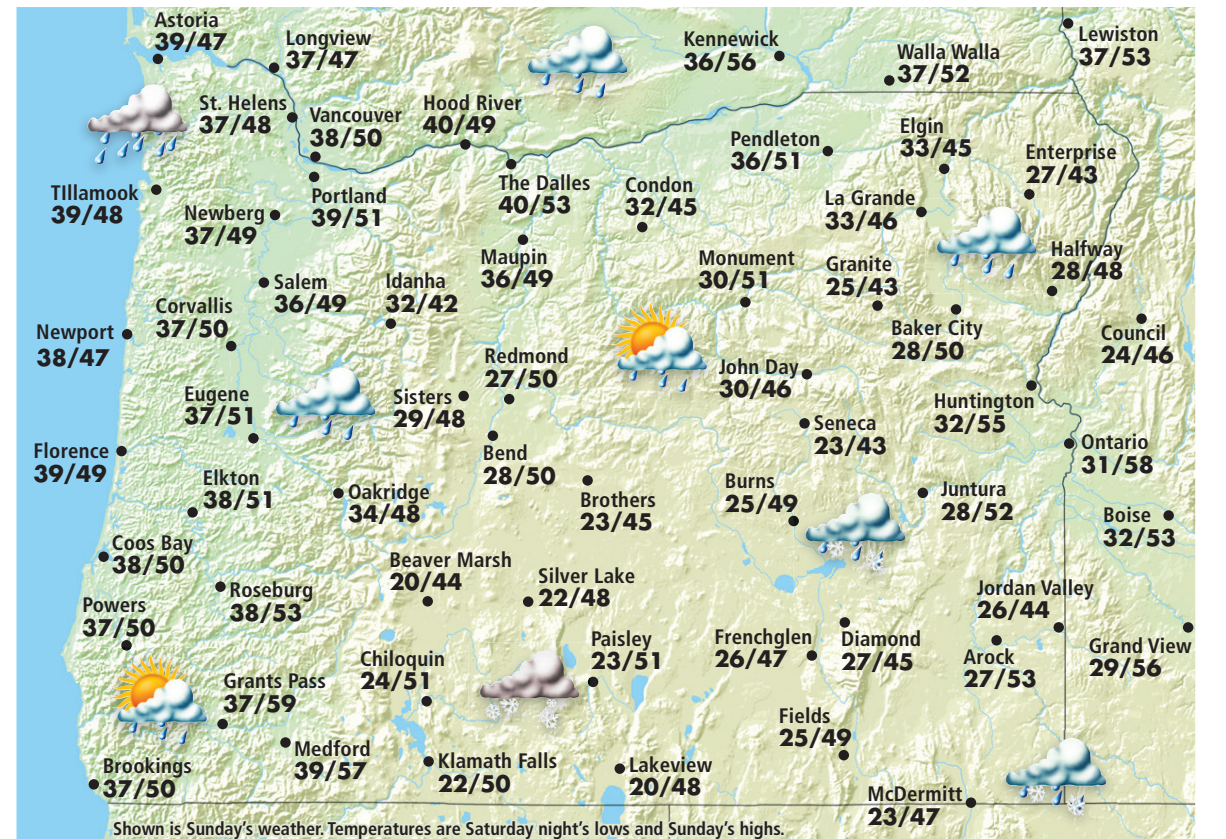 Astoria
39/47
Longview
37/47
Kennewick
36/56
Walla Walla
37/52
Lewiston
37/53
St. Helens
37/48
Vancouver
38/50
Hood River
40/49
Pendleton
36/51
Elgin
33/45
Enterprise
27/43
TIllamook
39/48
Portland
39/51
Newberg
37/49
The Dalles
40/53
Condon
32/45
La Grande
33/46
Maupin
36/49
Monument
30/51
Granite
25/43
Halfway
28/48
Salem
36/49
Idanha
32/42
Corvallis
37/50
Newport
38/47
Baker City
28/50
Council
24/46
Redmond
27/50
John Day
30/46
Eugene
37/51
Sisters
29/48
Huntington
32/55
Seneca
23/43
Ontario
31/58
Florence
39/49
Bend
28/50
Elkton
38/51
Oakridge
34/48
Brothers
23/45
Burns
25/49
Juntura
28/52
Boise
32/53
Coos Bay
38/50
Beaver Marsh
20/44
Silver Lake
22/48
Roseburg
38/53
Jordan Valley
26/44
Powers
37/50
Paisley
23/51
Frenchglen
26/47
Diamond
27/45
Arock
27/53
Grand View
29/56
Chiloquin
24/51
Grants Pass
37/59
Fields
25/49
Medford
39/57
Klamath Falls
22/50
Lakeview
20/48
Brookings
37/50
McDermitt
23/47
Shown is Sunday's weather. Temperatures are Saturday night's lows and Sunday's highs.